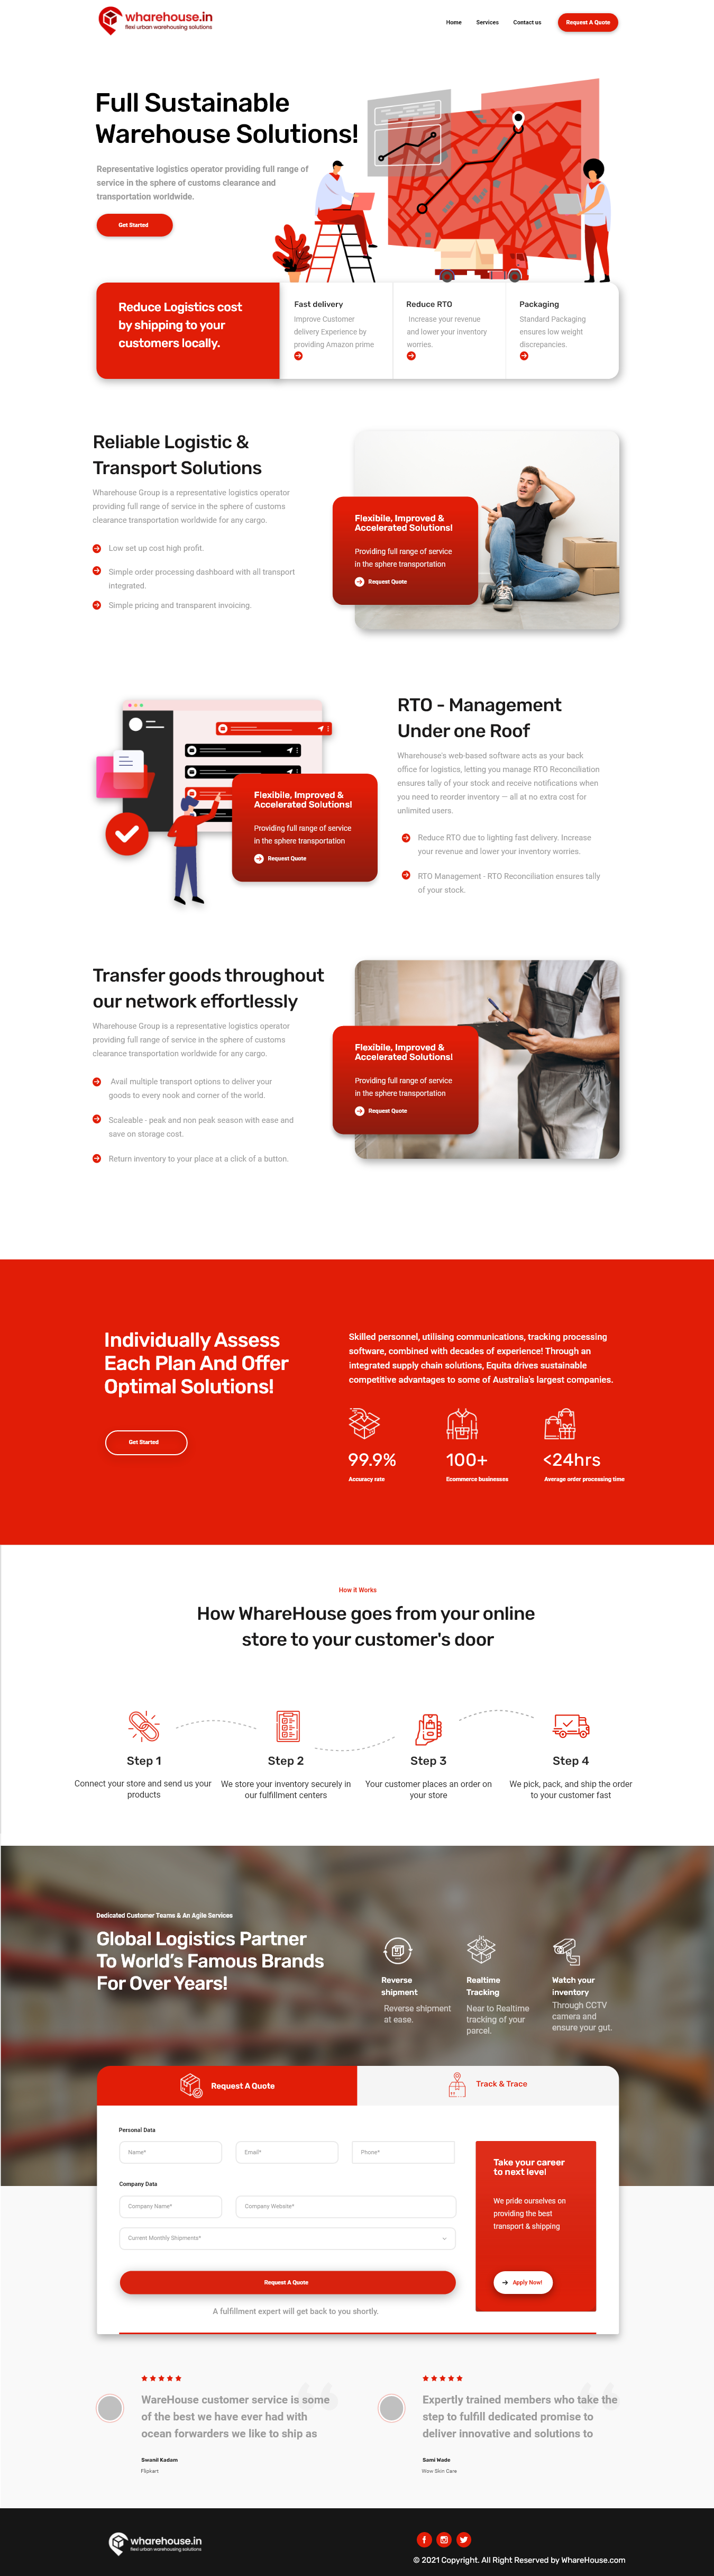 wharehouse.in
flexi urban warehousing solutions
Home
Services
Contact us
Request A Quote
Full Sustainable
Warehouse Solutions!
Representative logistics operator providing full range of
service in the sphere of customs clearance and
transportation worldwide.
Get Started
Reduce Logistics cost
by shipping to your
customers locally.
Fast delivery
Improve Customer
delivery Experience by
providing Amazon prime
Reduce RTO
Increase your revenue
and lower your inventory
worries.
Packaging
Standard Packaging
ensures low weight
discrepancies.
Reliable Logistic &
Transport Solutions
Wharehouse Group is a representative logistics operator
providing full range of service in the sphere of customs
clearance transportation worldwide for any cargo.
Low set up cost high profit.
Simple order processing dashboard with all transport
integrated.
Simple pricing and transparent invoicing.
Flexibile, Improved &
Accelerated Solutions!
Providing full range of service
in the sphere transportation
Request Quote
Flexibile, Improved &
Accelerated Solutions!
Providing full range of service
in the sphere transportation
Request Quote
RTO - Management
Under one Roof
Wharehouse's web-based software acts as your back
office for logistics, letting you manage RTO Reconciliation
ensures tally of your stock and receive notifications when
you need to reorder inventory — all at no extra cost for
unlimited users.
Reduce RTO due to lighting fast delivery. Increase
your revenue and lower your inventory worries.
RTO Management - RTO Reconciliation ensures tally
of your stock.
Transfer goods throughout
our network effortlessly
Wharehouse Group is a representative logistics operator
providing full range of service in the sphere of customs
clearance transportation worldwide for any cargo.
Avail multiple transport options to deliver your
goods to every nook and corner of the world.
Scaleable - peak and non peak season with ease and
save on storage cost.
Return inventory to your place at a click of a button.
Flexibile, Improved &
Accelerated Solutions!
Providing full range of service
in the sphere transportation
Request Quote
Individually Assess
Each Plan And Offer
Optimal Solutions!
Get Started
Skilled personnel, utilising communications, tracking processing
software, combined with decades of experience! Through an
integrated supply chain solutions, Equita drives sustainable
competitive advantages to some of Australia's largest companies.
99.9%
Accuracy rate
100+
Ecommerce businesses
<24hrs
Average order processing time
How it Works
How WhareHouse goes from your online
store to your customer's door
Step 1
Connect your store and send us your
products
Step 2
We store your inventory securely in
our fulfillment centers
Step 3
Your customer places an order on
your store
Step 4
We pick, pack, and ship the order
to your customer fast
Dedicated Customer Teams & An Agile Services
Global Logistics Partner
To World's Famous Brands
For Over Years!
Reverse
shipment
Reverse shipment
at ease.
Realtime
Tracking
Near to Realtime
tracking of your
parcel.
Watch your
inventory
Through CCTV
camera and
ensure your gut.
Request A Quote
Track & Trace
Personal Data
Name*
Email*
Phone*
Company Data
Company Name*
Company Website*
Current Monthly Shipments*
Request A Quote
A fulfillment expert will get back to you shortly.
Take your career
to next level
We pride ourselves on
providing the best
transport & shipping
Apply Now!
WareHouse customer service is some
of the best we have ever had with
ocean forwarders we like to ship as
Swanil Kadam
Flipkart
Expertly trained members who take the
step to fulfill dedicated promise to
deliver innovative and solutions to
Sami Wade
Wow Skin Care
wharehouse.in
flexi urban warehousing solutions
© 2021 Copyright. All Right Reserved by WhareHouse.com